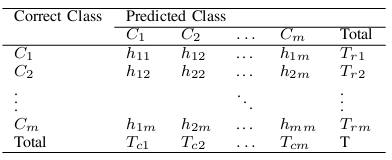 Correct Class Predicted Class
C1 C2 ... Cm Total
C1 h11 h12 ... h1m Tr1
C2 h12 h22 ... h2m Tr2
⋮ ⋱ ⋮
Cm h1m h2m ... hmm Trm
Total Tc1 Tc2 ... Tcm T